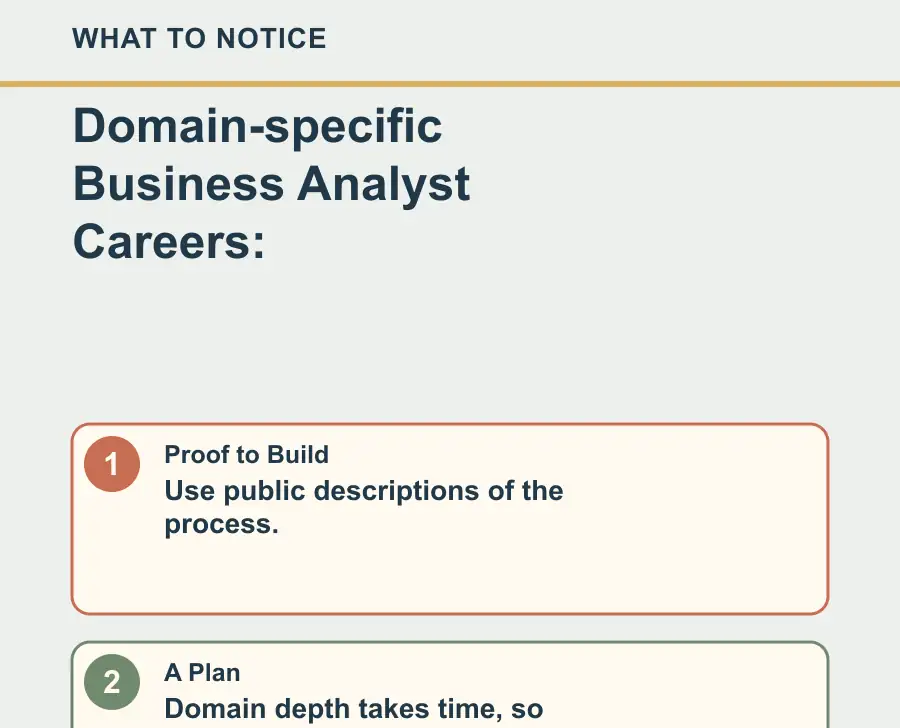 WHAT TO NOTICE
Domain-specific
Business Analyst
Careers:
1
Proof to Build
Use public descriptions of the
process.
2
A Plan
Domain depth takes time, so